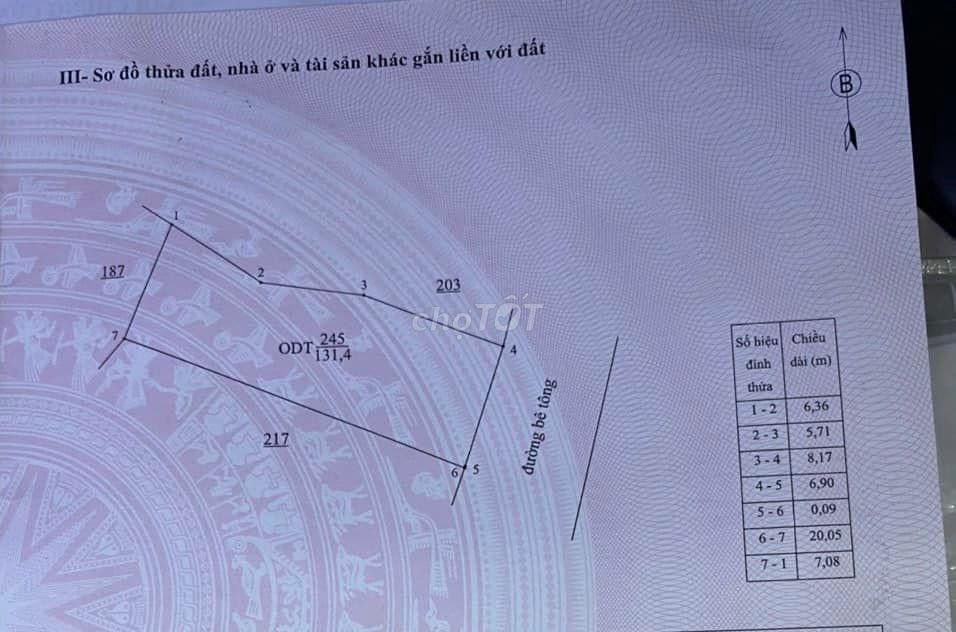 III- Sơ đồ thửa đất, nhà ở và tài sản khác gắn liền với đất
B
1
2
3
187
203
chợTỐT
7
ODT 245
131,4
4
đường bê tông
217
6 5
Số hiệu đỉnh thửa Chiều dài (m)
1 - 2 6,36
2 - 3 5,71
3 - 4 8,17
4 - 5 6,90
5 - 6 0,09
6 - 7 20,05
7 - 1 7,08